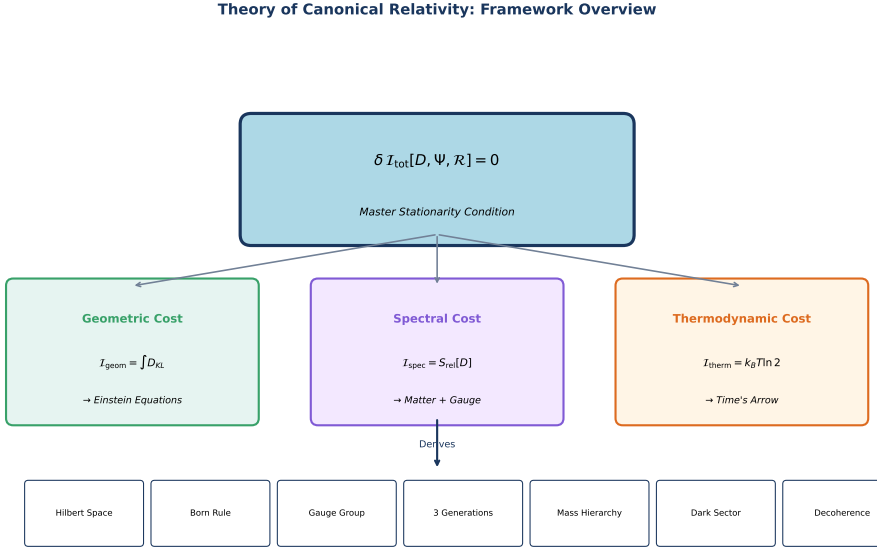 Theory of Canonical Relativity: Framework Overview
δ 𝓘_tot[D, Ψ, 𝓡] = 0
Master Stationarity Condition
Geometric Cost
𝓘_geom = ∫D_KL
→ Einstein Equations
Spectral Cost
𝓘_spec = S_rel[D]
→ Matter + Gauge
Thermodynamic Cost
𝓘_therm = k_B T ln 2
→ Time's Arrow
Derives
Hilbert Space
Born Rule
Gauge Group
3 Generations
Mass Hierarchy
Dark Sector
Decoherence